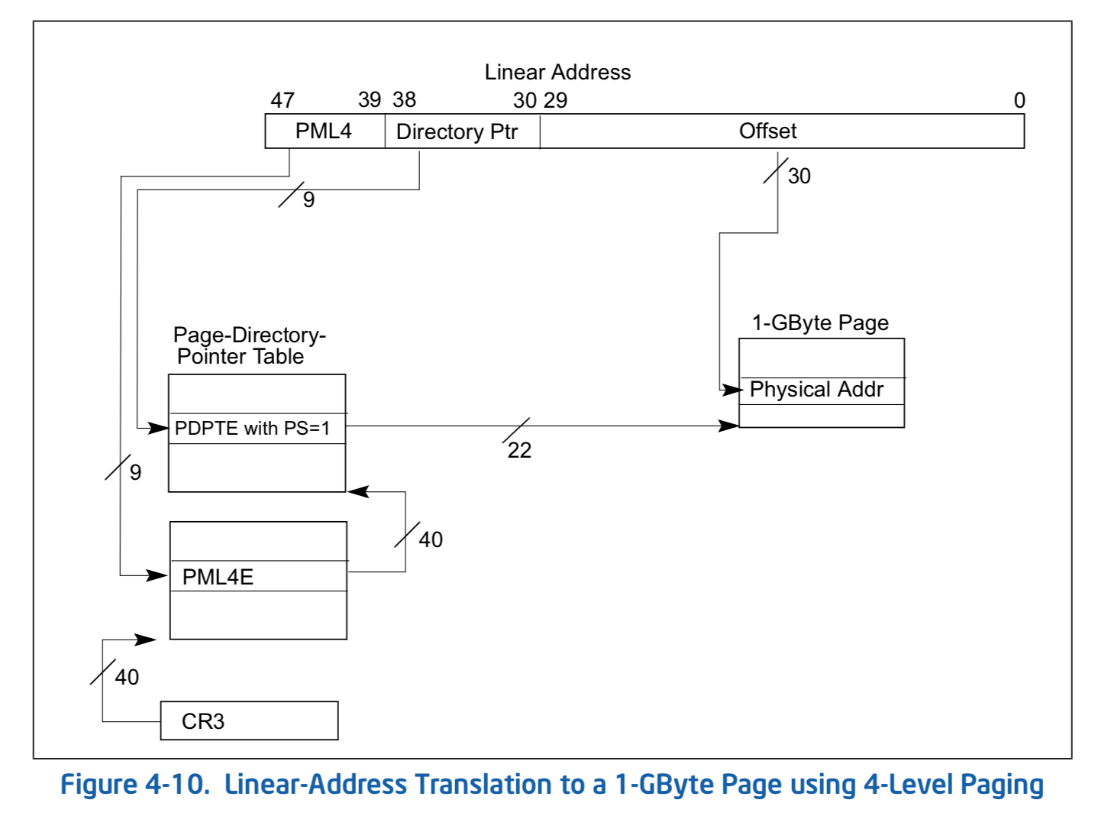 Linear Address
47 39 38 30 29 0
PML4 Directory Ptr Offset
9
30
Page-Directory-
Pointer Table
1-GByte Page
Physical Addr
PDPTE with PS=1
22
9
40
PML4E
40
CR3
Figure 4-10. Linear-Address Translation to a 1-GByte Page using 4-Level Paging